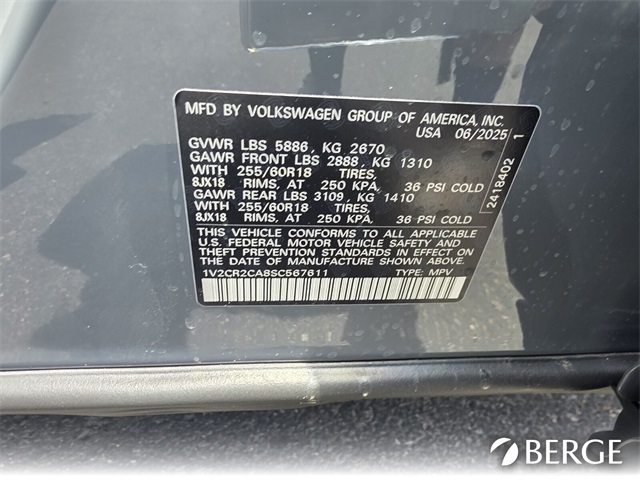 MFD BY VOLKSWAGEN GROUP OF AMERICA, INC.
USA 06/2025
GVWR LBS 5886, KG 2670
GAWR FRONT LBS 2888, KG 1310
WITH 255/60R18 TIRES,
8JX18 RIMS, AT 250 KPA, 36 PSI COLD
GAWR REAR LBS 3109, KG 1410
WITH 255/60R18 TIRES,
8JX18 RIMS, AT 250 KPA, 36 PSI COLD
THIS VEHICLE CONFORMS TO ALL APPLICABLE
U.S. FEDERAL MOTOR VEHICLE SAFETY AND
THEFT PREVENTION STANDARDS IN EFFECT ON
THE DATE OF MANUFACTURE SHOWN ABOVE.
1V2CR2CA8SC567611 TYPE: MPV
2418402
1
BERGE